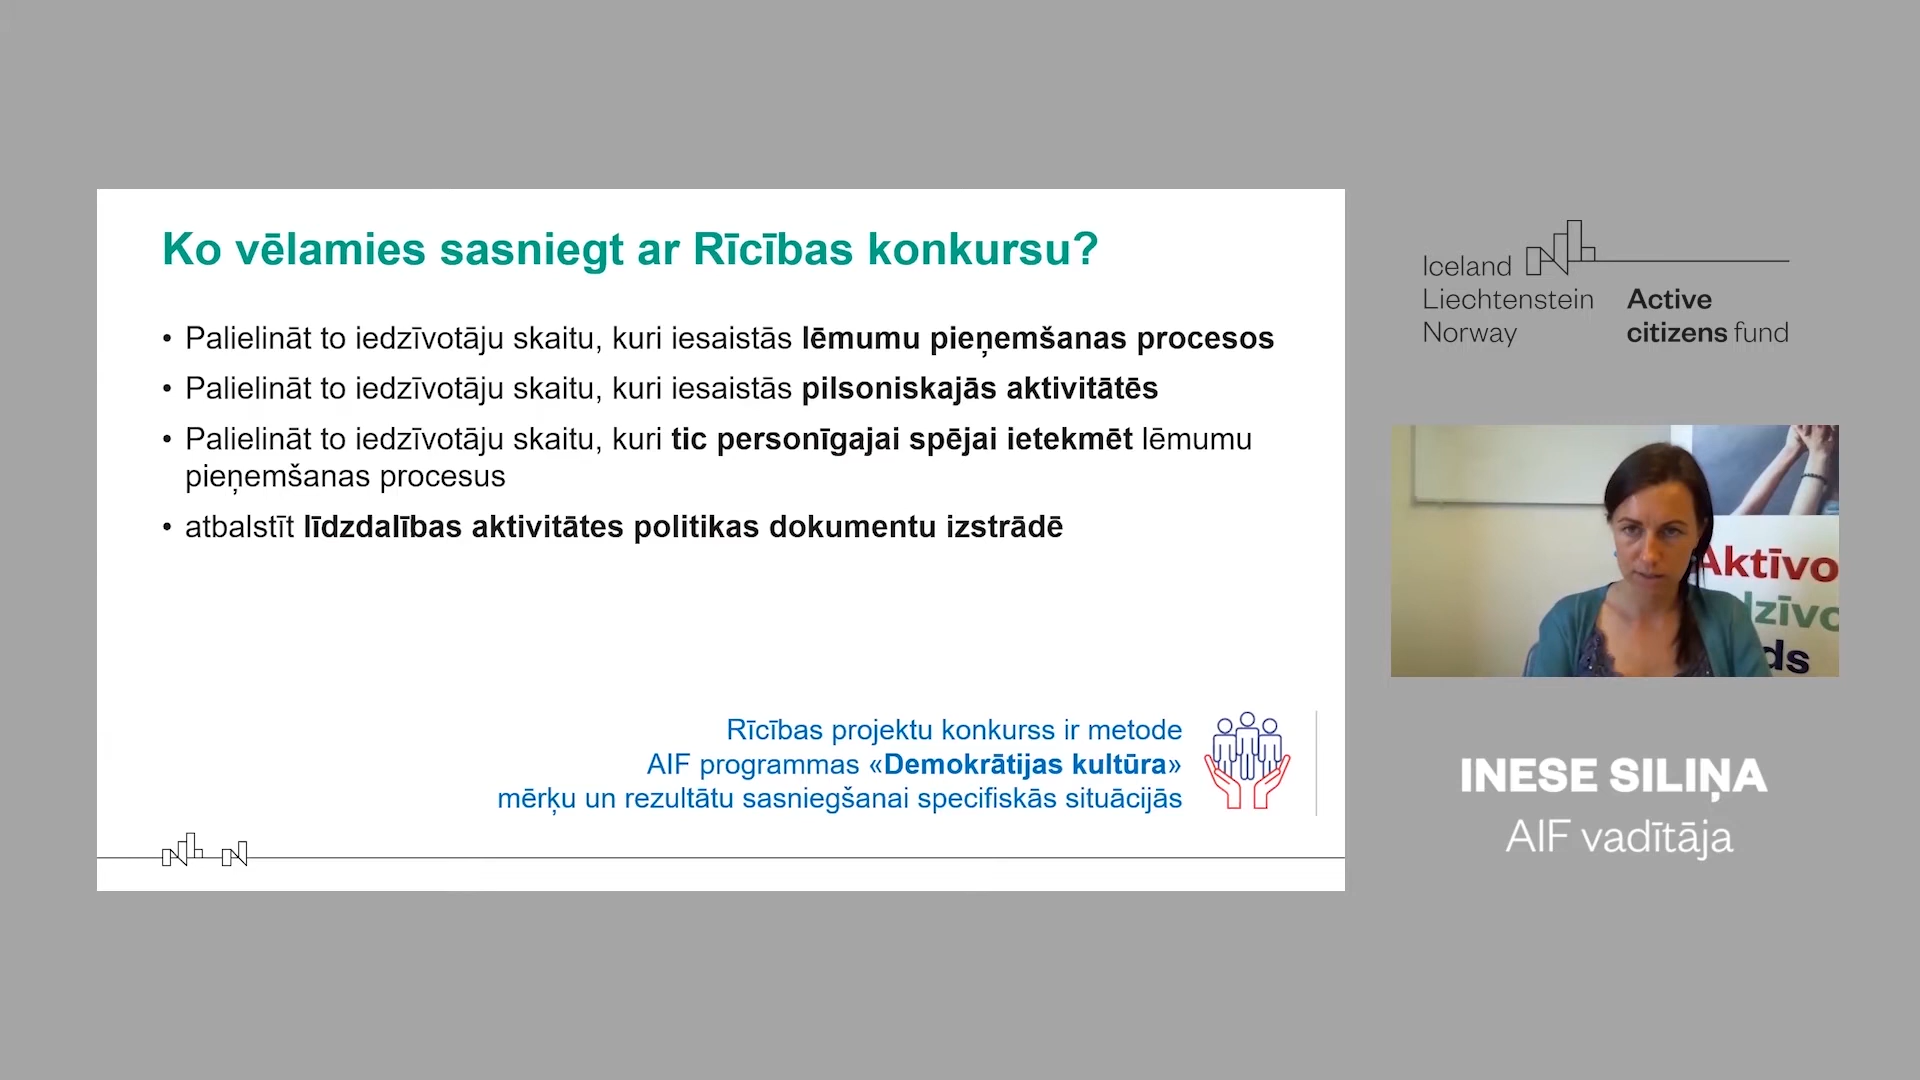 Ko vēlamies sasniegt ar Rīcības konkursu?
• Palielināt to iedzīvotāju skaitu, kuri iesaistās lēmumu pieņemšanas procesos
• Palielināt to iedzīvotāju skaitu, kuri iesaistās pilsoniskajās aktivitātēs
• Palielināt to iedzīvotāju skaitu, kuri tic personīgajai spējai ietekmēt lēmumu
pieņemšanas procesus
• atbalstīt līdzdalības aktivitātes politikas dokumentu izstrādē
Rīcības projektu konkurss ir metode
AIF programmas «Demokrātijas kultūra»
mērķu un rezultātu sasniegšanai specifiskās situācijās
Iceland
Liechtenstein
Norway
Active
citizens fund
Aktīvo
dzīvo
ds
INESE SILIŅA
AIF vadītāja